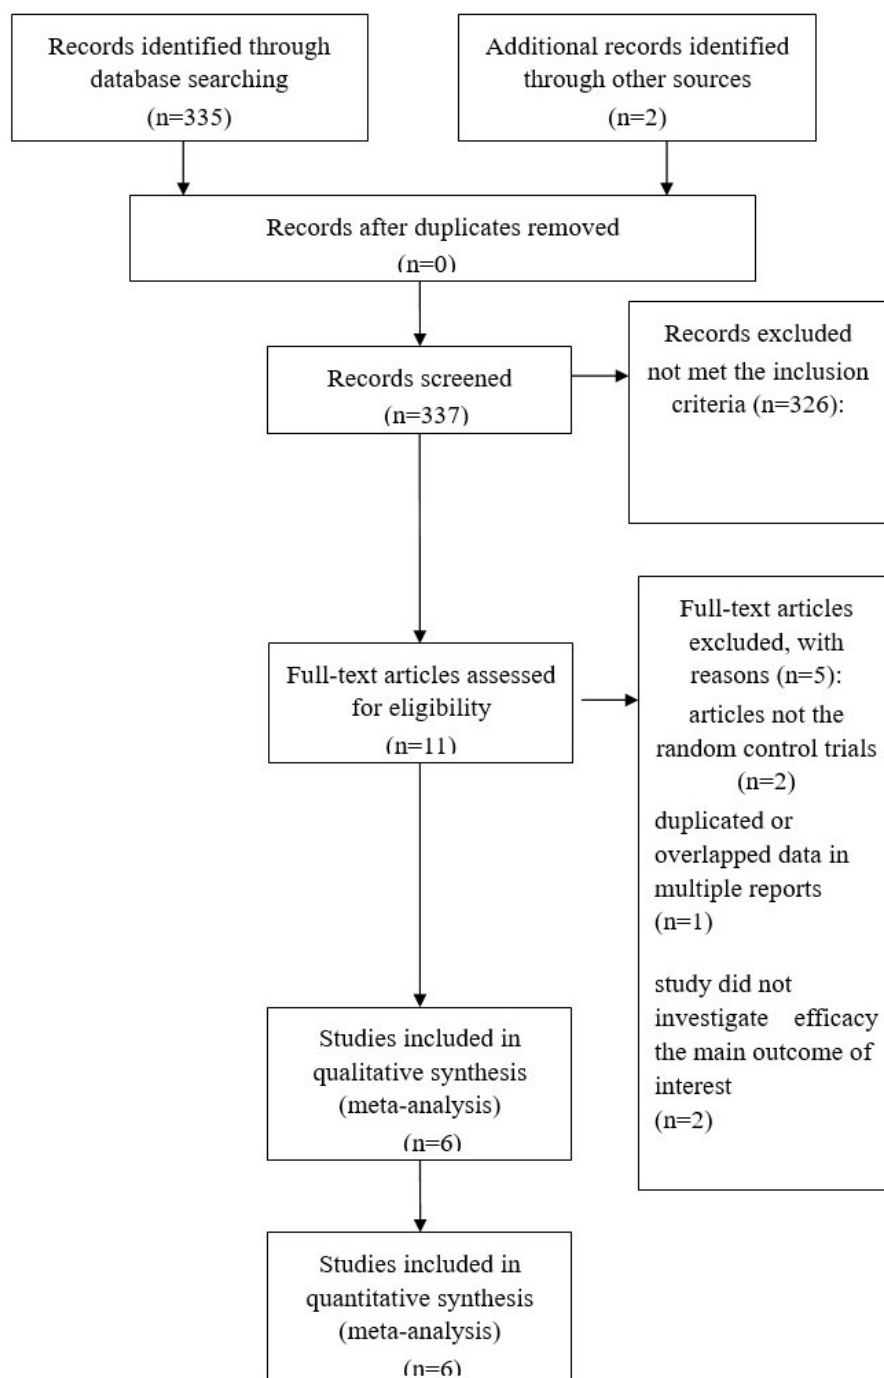 Records identified through
database searching
(n=335)
Additional records identified
through other sources
(n=2)
Records after duplicates removed
(n=0)
Records screened
(n=337)
Records excluded
not met the inclusion
criteria (n=326):
Full-text articles assessed
for eligibility
(n=11)
Full-text articles
excluded, with
reasons (n=5):
articles not the
random control trials
(n=2)
duplicated or
overlapped data in
multiple reports
(n=1)
study did not
investigate efficacy
the main outcome of
interest
(n=2)
Studies included in
qualitative synthesis
(meta-analysis)
(n=6)
Studies included in
quantitative synthesis
(meta-analysis)
(n=6)